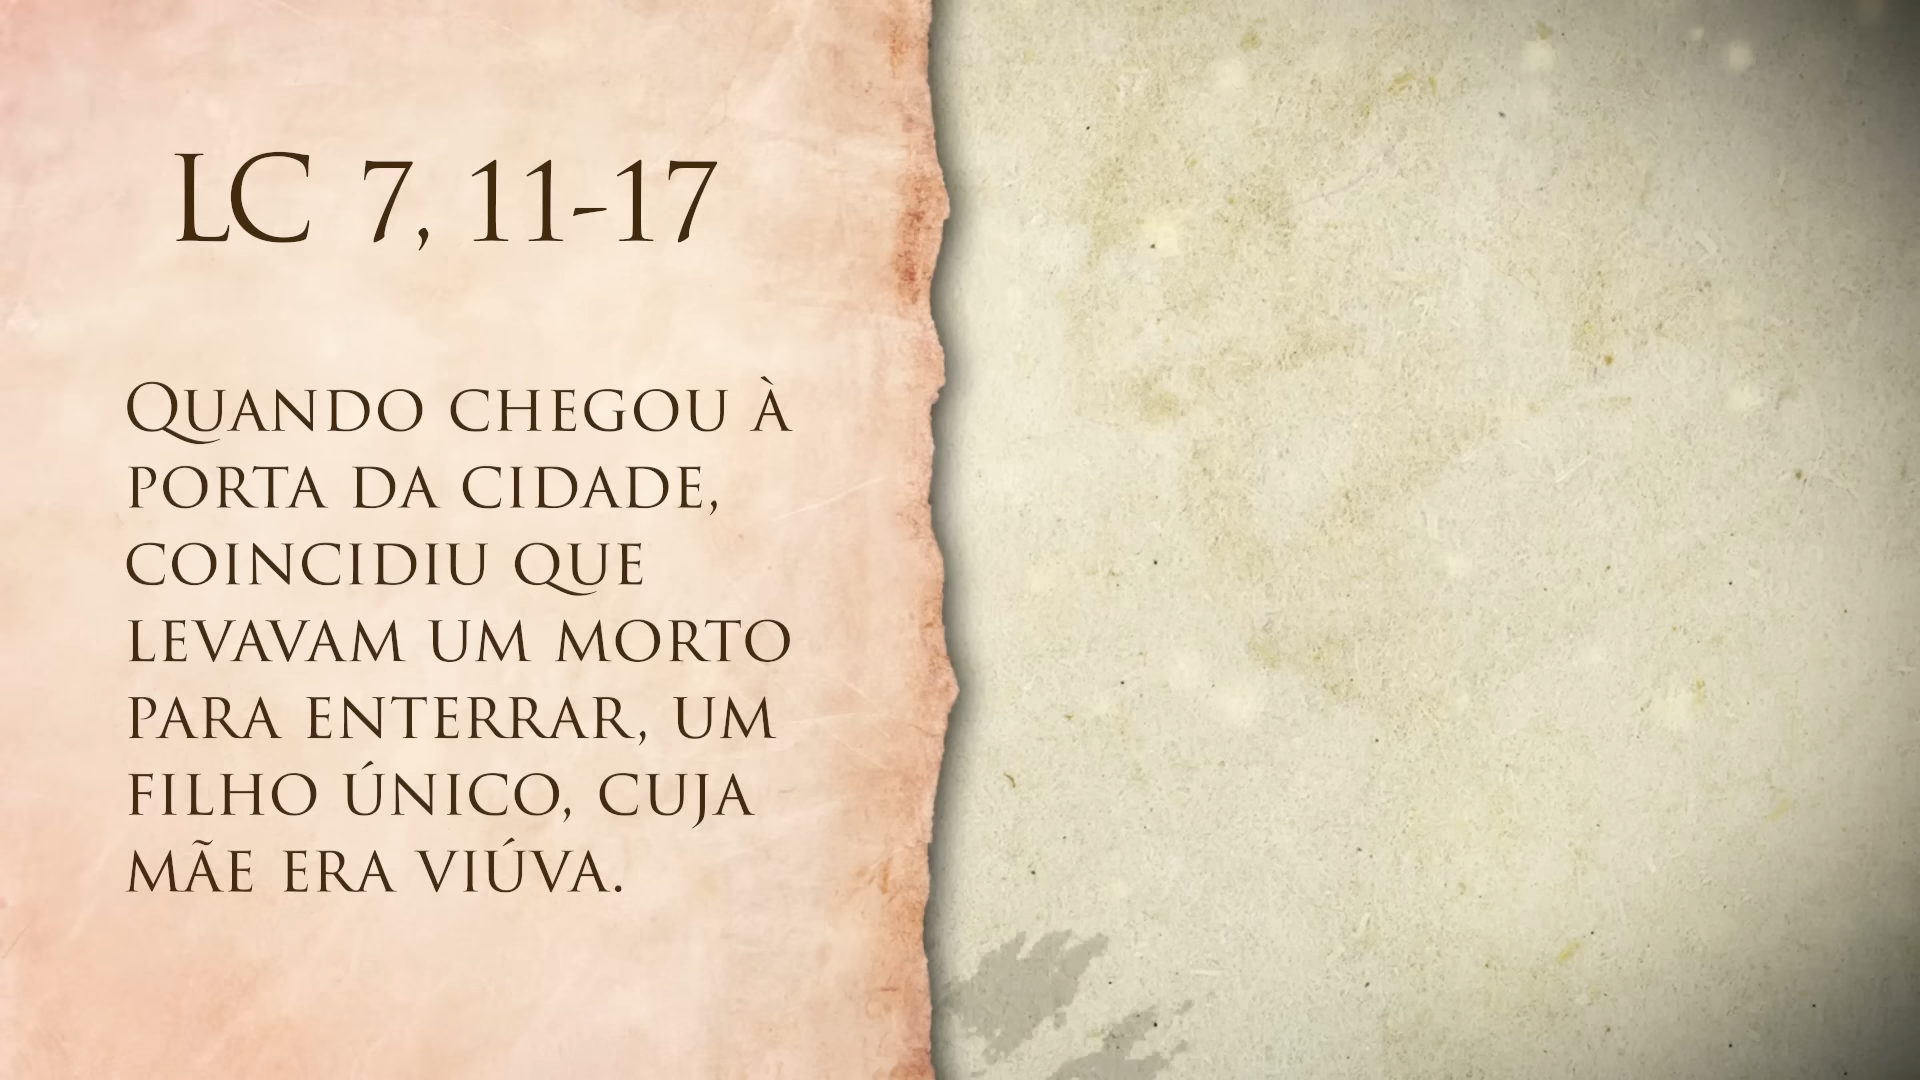 LC 7, 11-17
QUANDO CHEGOU À
PORTA DA CIDADE,
COINCIDIU QUE
LEVAVAM UM MORTO
PARA ENTERRAR, UM
FILHO ÚNICO, CUJA
MÃE ERA VIÚVA.